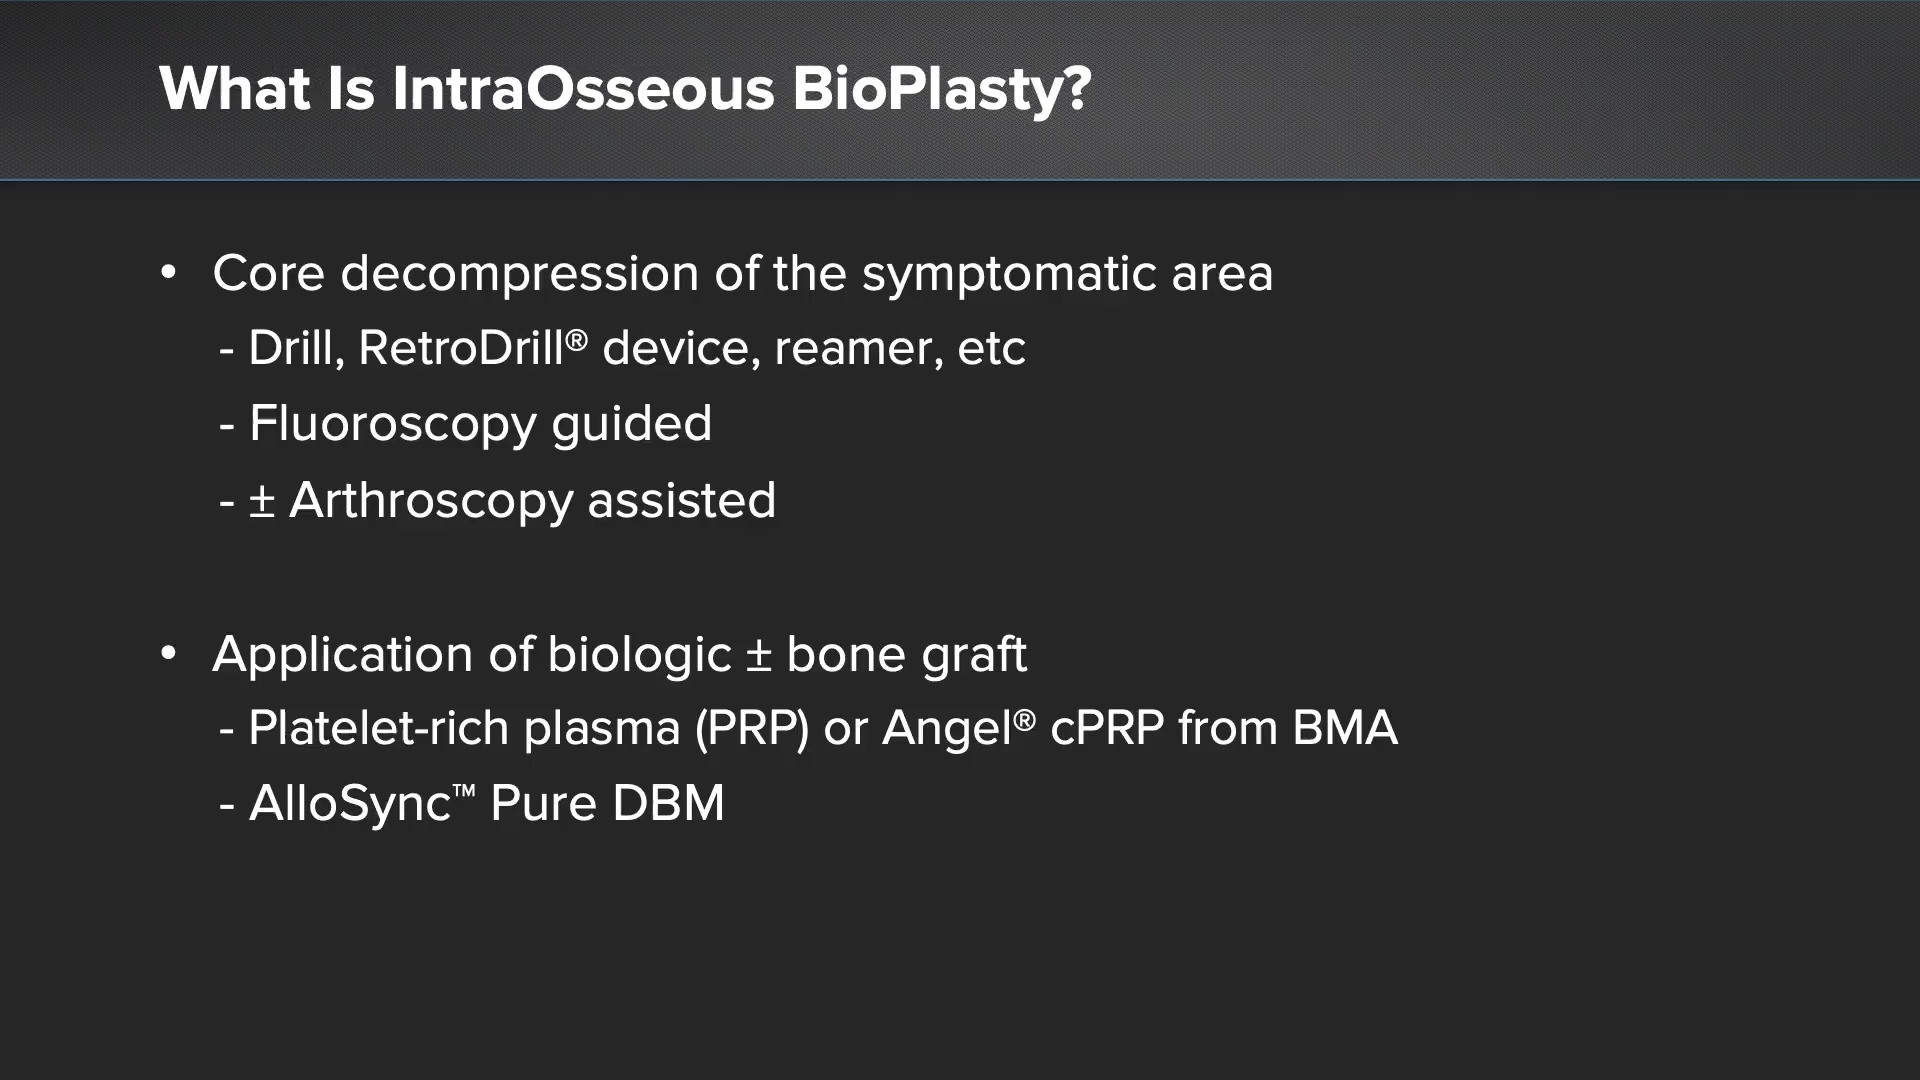 What Is IntraOsseous BioPlasty?
• Core decompression of the symptomatic area
- Drill, RetroDrill® device, reamer, etc
- Fluoroscopy guided
- ± Arthroscopy assisted
• Application of biologic ± bone graft
- Platelet-rich plasma (PRP) or Angel® cPRP from BMA
- AlloSync™ Pure DBM